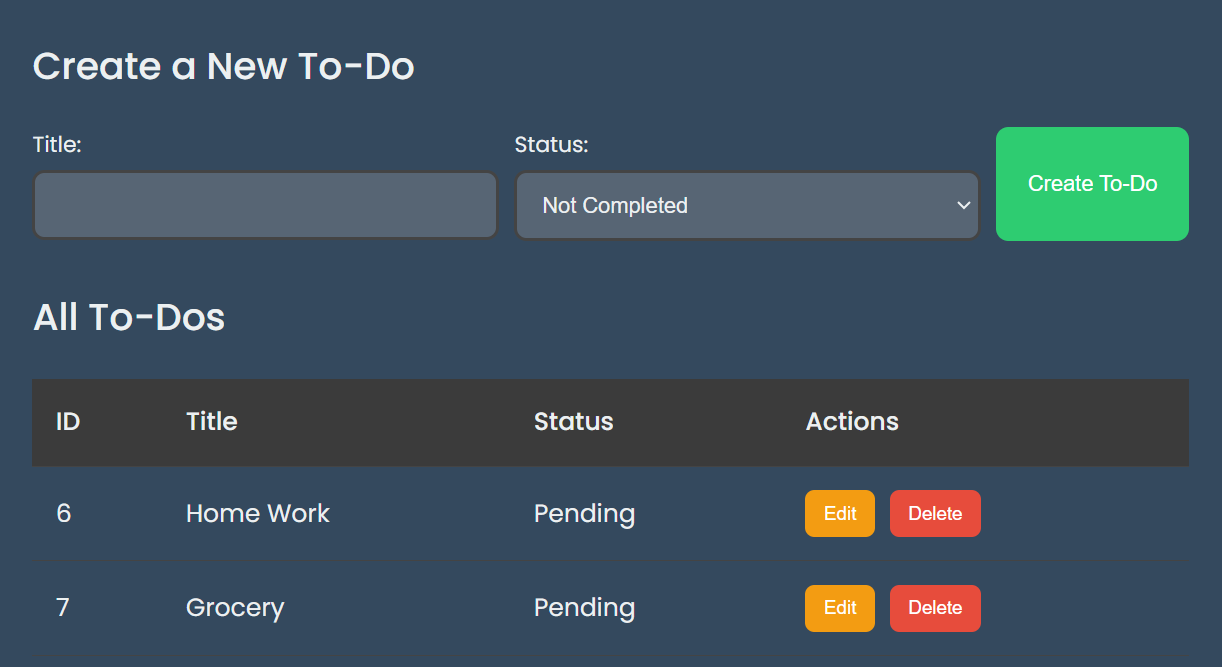 Create a New To-Do
Title: Status:
Not Completed Create To-Do
All To-Dos
ID Title Status Actions
6 Home Work Pending Edit Delete
7 Grocery Pending Edit Delete